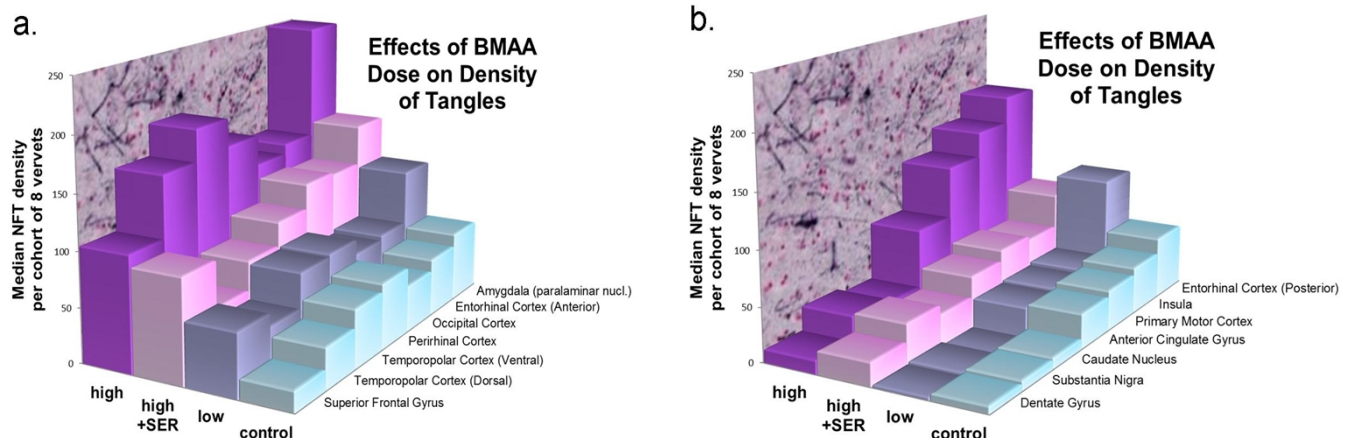 a.
Effects of BMAA
Dose on Density
of Tangles
Median NFT density
per cohort of 8 vervets
250
200
150
100
50
0
high
high
+SER
low
control
Amygdala (paralaminar nucl.)
Entorhinal Cortex (Anterior)
Occipital Cortex
Perirhinal Cortex
Temporopolar Cortex (Ventral)
Temporopolar Cortex (Dorsal)
Superior Frontal Gyrus
b.
Effects of BMAA
Dose on Density
of Tangles
Median NFT density
per cohort of 8 vervets
250
200
150
100
50
0
high
high
+SER
low
control
Entorhinal Cortex (Posterior)
Insula
Primary Motor Cortex
Anterior Cingulate Gyrus
Caudate Nucleus
Substantia Nigra
Dentate Gyrus